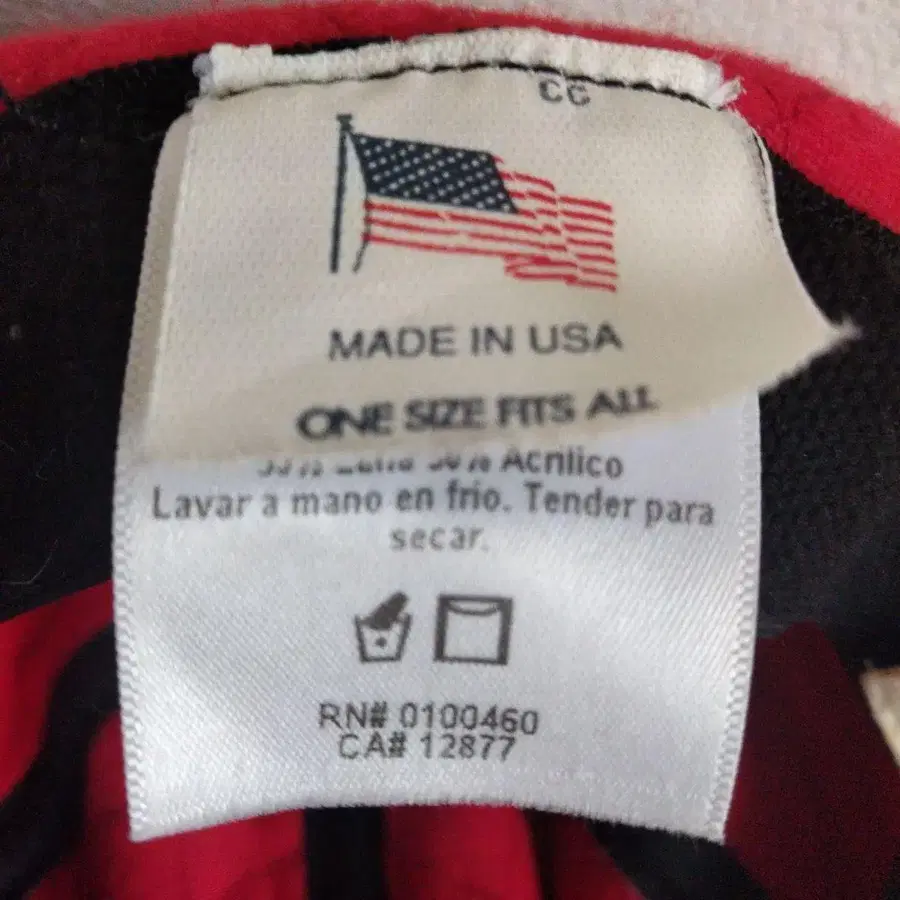 CC
MADE IN USA
ONE SIZE FITS ALL
Acrílico
Lavar a mano en frio. Tender para
secar.
RN# 0100460
CA# 12877